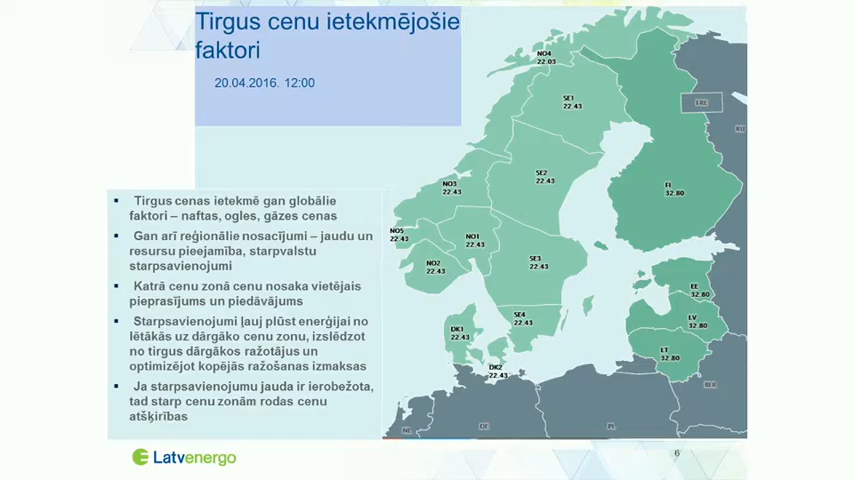 Tirgus cenu ietekmējošie
faktori
20.04.2016. 12:00
▪ Tirgus cenas ietekmē gan globālie
faktori – naftas, ogles, gāzes cenas
▪ Gan arī reģionālie nosacījumi – jaudu un
resursu pieejamība, starpvalstu
starpsavienojumi
▪ Katrā cenu zonā cenu nosaka vietējais
pieprasījums un piedāvājums
▪ Starpsavienojumi ļauj plūst enerģijai no
lētākās uz dārgāko cenu zonu, izslēdzot
no tirgus dārgākos ražotājus un
optimizējot kopējās ražošanas izmaksas
▪ Ja starpsavienojumu jauda ir ierobežota,
tad starp cenu zonām rodas cenu
atšķirības
NO4
22.03
SE1
22.43
FRE
RU
SE2
22.43
NO3
22.43
FI
32.80
NO5
22.43
NO1
22.43
NO2
22.43
SE3
22.43
EE
32.80
SE4
22.43
LV
32.80
DK1
22.43
LT
32.80
DK2
22.43
BER
NL
DE
PL
Latvenergo
6